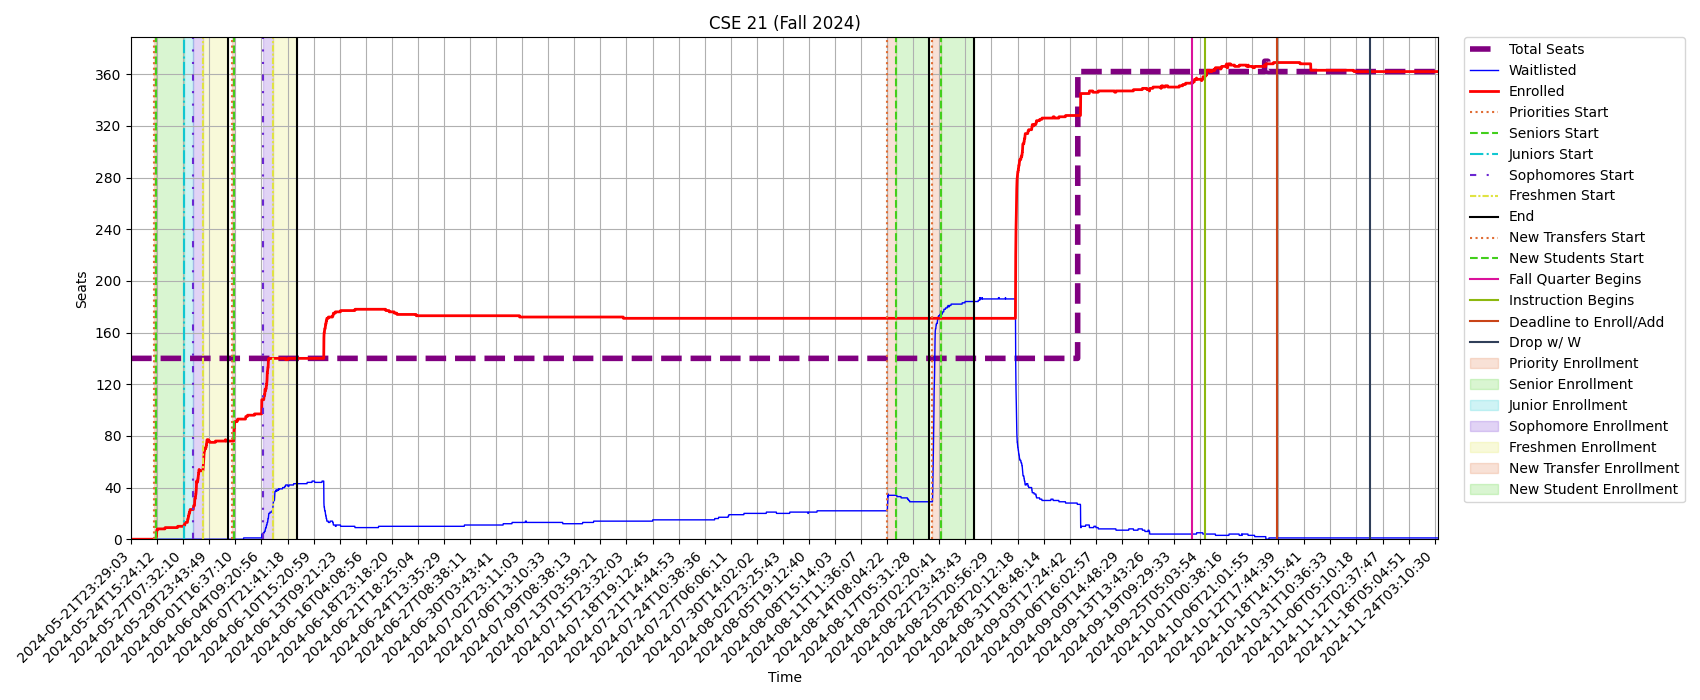 CSE 21 (Fall 2024)
Seats
360
320
280
240
200
160
120
80
40
0
2024-05-21T23:29:03
2024-05-24T15:24:12
2024-05-27T07:32:10
2024-05-29T23:43:49
2024-06-01T16:37:10
2024-06-04T09:20:56
2024-06-07T21:41:18
2024-06-10T15:20:59
2024-06-13T09:21:23
2024-06-16T04:08:56
2024-06-18T23:18:20
2024-06-21T18:25:04
2024-06-24T13:35:29
2024-06-27T08:38:11
2024-06-30T03:43:41
2024-07-02T23:11:03
2024-07-06T13:10:33
2024-07-09T08:38:13
2024-07-13T03:59:21
2024-07-15T23:32:03
2024-07-18T19:12:45
2024-07-21T14:44:53
2024-07-24T10:38:36
2024-07-27T06:06:11
2024-07-30T14:02:02
2024-08-02T23:25:43
2024-08-05T19:12:40
2024-08-08T15:14:03
2024-08-11T11:36:07
2024-08-14T08:04:22
2024-08-17T05:31:28
2024-08-20T02:20:41
2024-08-22T23:43:43
2024-08-25T20:56:29
2024-08-28T20:12:18
2024-08-31T18:48:14
2024-09-03T17:24:42
2024-09-06T16:02:57
2024-09-09T14:48:29
2024-09-13T13:43:26
2024-09-19T09:29:33
2024-09-25T05:03:54
2024-10-01T00:38:16
2024-10-06T21:01:55
2024-10-12T17:44:39
2024-10-18T14:15:41
2024-10-31T10:36:33
2024-11-06T05:10:18
2024-11-12T02:37:47
2024-11-18T05:04:51
2024-11-24T03:10:30
Time
Total Seats
Waitlisted
Enrolled
Priorities Start
Seniors Start
Juniors Start
Sophomores Start
Freshmen Start
End
New Transfers Start
New Students Start
Fall Quarter Begins
Instruction Begins
Deadline to Enroll/Add
Drop w/ W
Priority Enrollment
Senior Enrollment
Junior Enrollment
Sophomore Enrollment
Freshmen Enrollment
New Transfer Enrollment
New Student Enrollment